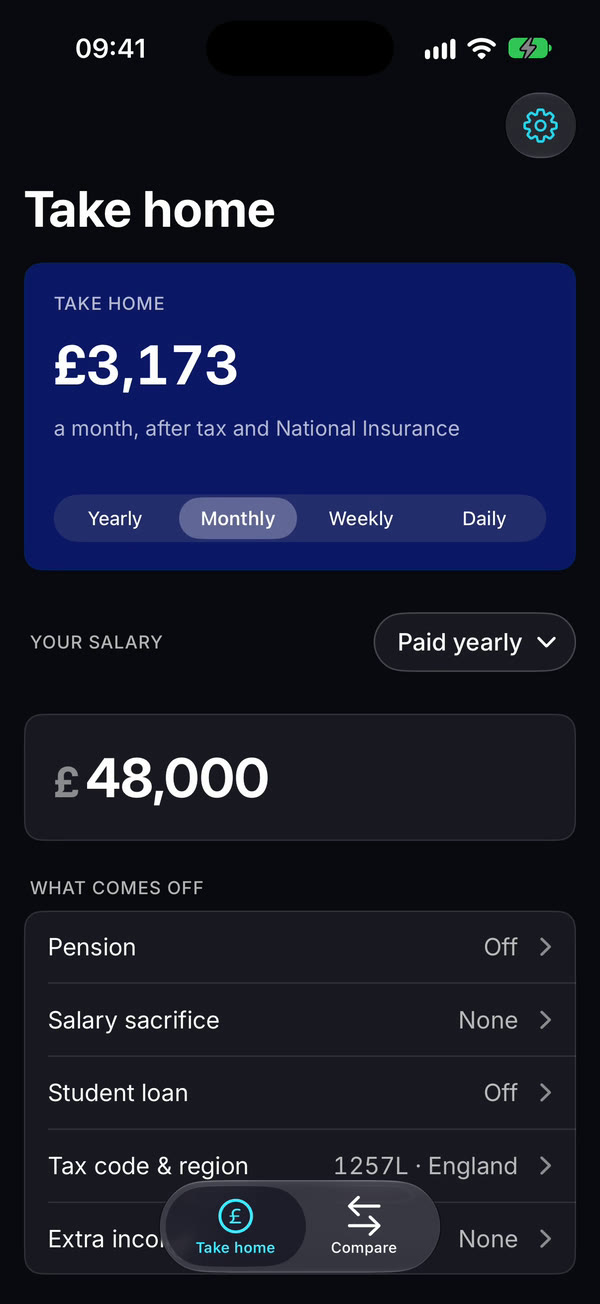 09:41
Take home
TAKE HOME
£3,173
a month, after tax and National Insurance
Yearly Monthly Weekly Daily
YOUR SALARY
Paid yearly
£ 48,000
WHAT COMES OFF
Pension Off
Salary sacrifice None
Student loan Off
Tax code & region 1257L · England
Extra None
£
Take home Compare